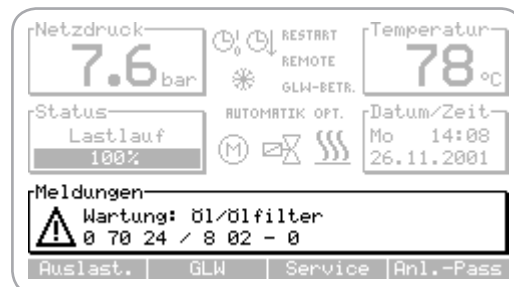 Netzdruck
7.6 bar
RESTART
REMOTE
GLW-BETR.
Temperatur
78 °C
Status
Lastlauf
100%
AUTOMATIK OPT.
M
Datum/Zeit
Mo 14:08
26.11.2001
Meldungen
Wartung: Öl/Ölfilter
0 70 24 / 8 02 - 0
Auslast. GLW Service Anl.-Pass